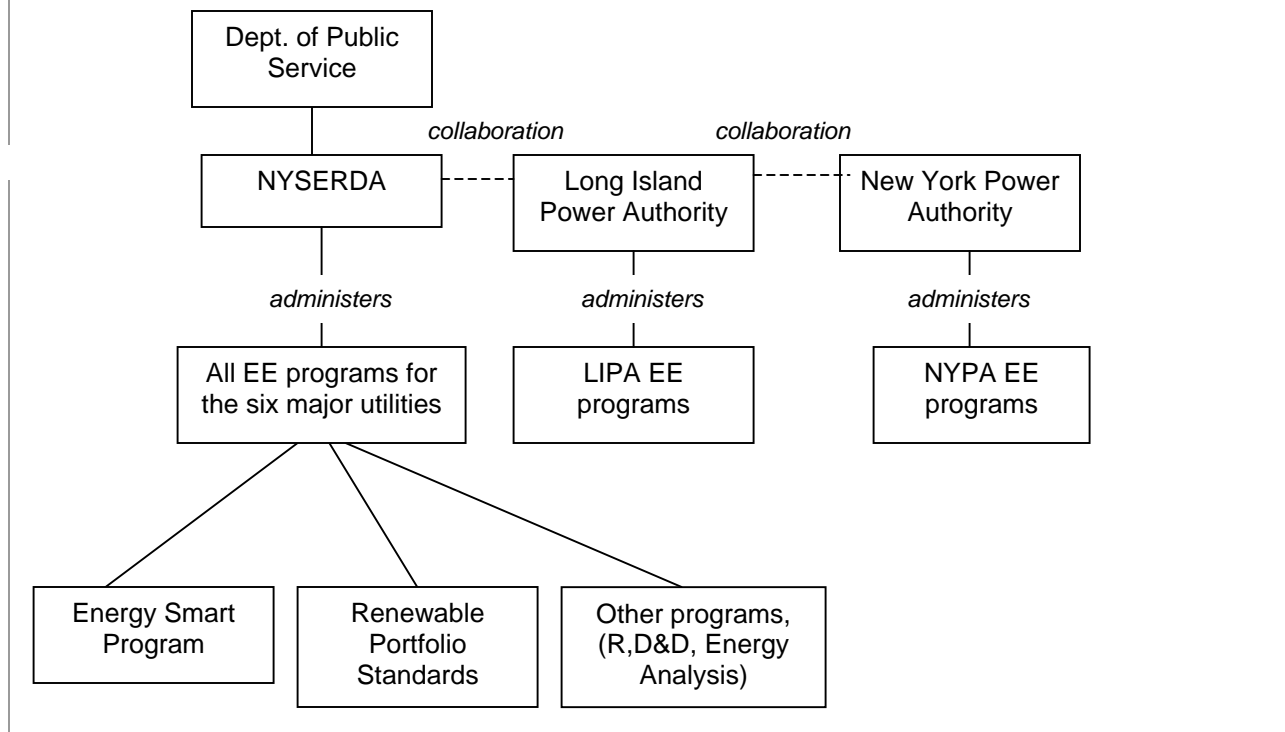 Dept. of Public
Service
collaboration
collaboration
NYSERDA
Long Island
Power Authority
New York Power
Authority
administers
administers
administers
All EE programs for
the six major utilities
LIPA EE
programs
NYPA EE
programs
Energy Smart
Program
Renewable
Portfolio
Standards
Other programs,
(R,D&D, Energy
Analysis)